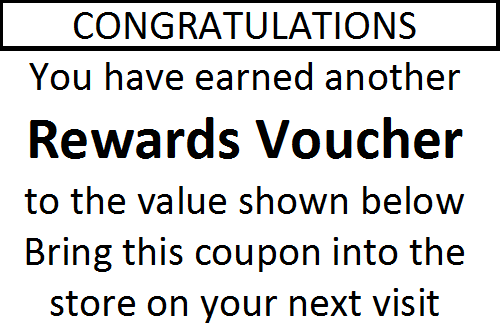 CONGRATULATIONS
You have earned another
Rewards Voucher
to the value shown below
Bring this coupon into the
store on your next visit